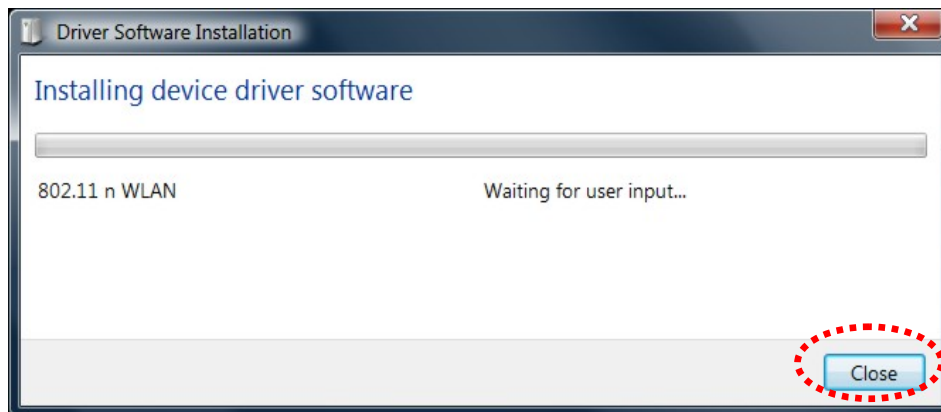 Driver Software Installation
Installing device driver software
802.11 n WLAN Waiting for user input...
Close